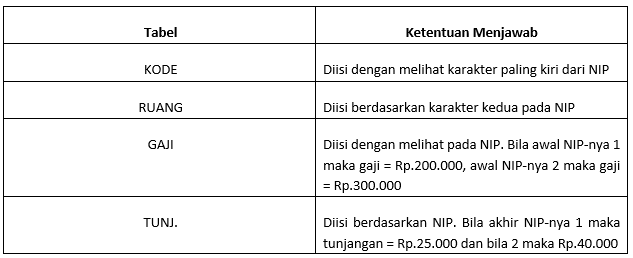 Tabel
Ketentuan Menjawab
KODE
Diisi dengan melihat karakter paling kiri dari NIP
RUANG
Diisi berdasarkan karakter kedua pada NIP
GAJI
Diisi dengan melihat pada NIP. Bila awal NIP-nya 1
maka gaji = Rp.200.000, awal NIP-nya 2 maka gaji
= Rp.300.000
TUNJ.
Diisi berdasarkan NIP. Bila akhir NIP-nya 1 maka
tunjangan = Rp.25.000 dan bila 2 maka Rp.40.000